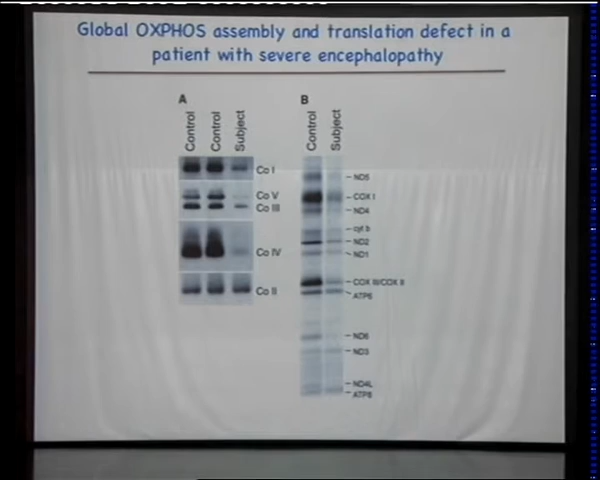 Global OXPHOS assembly and translation defect in a
patient with severe encephalopathy
A
B
Control
Control
Subject
Control
Subject
Co I
Co V
Co III
Co IV
Co II
ND5
COX I
ND4
cyt b
ND2
ND1
COX III/COX II
ATP6
ND6
ND3
ND4L
ATP8